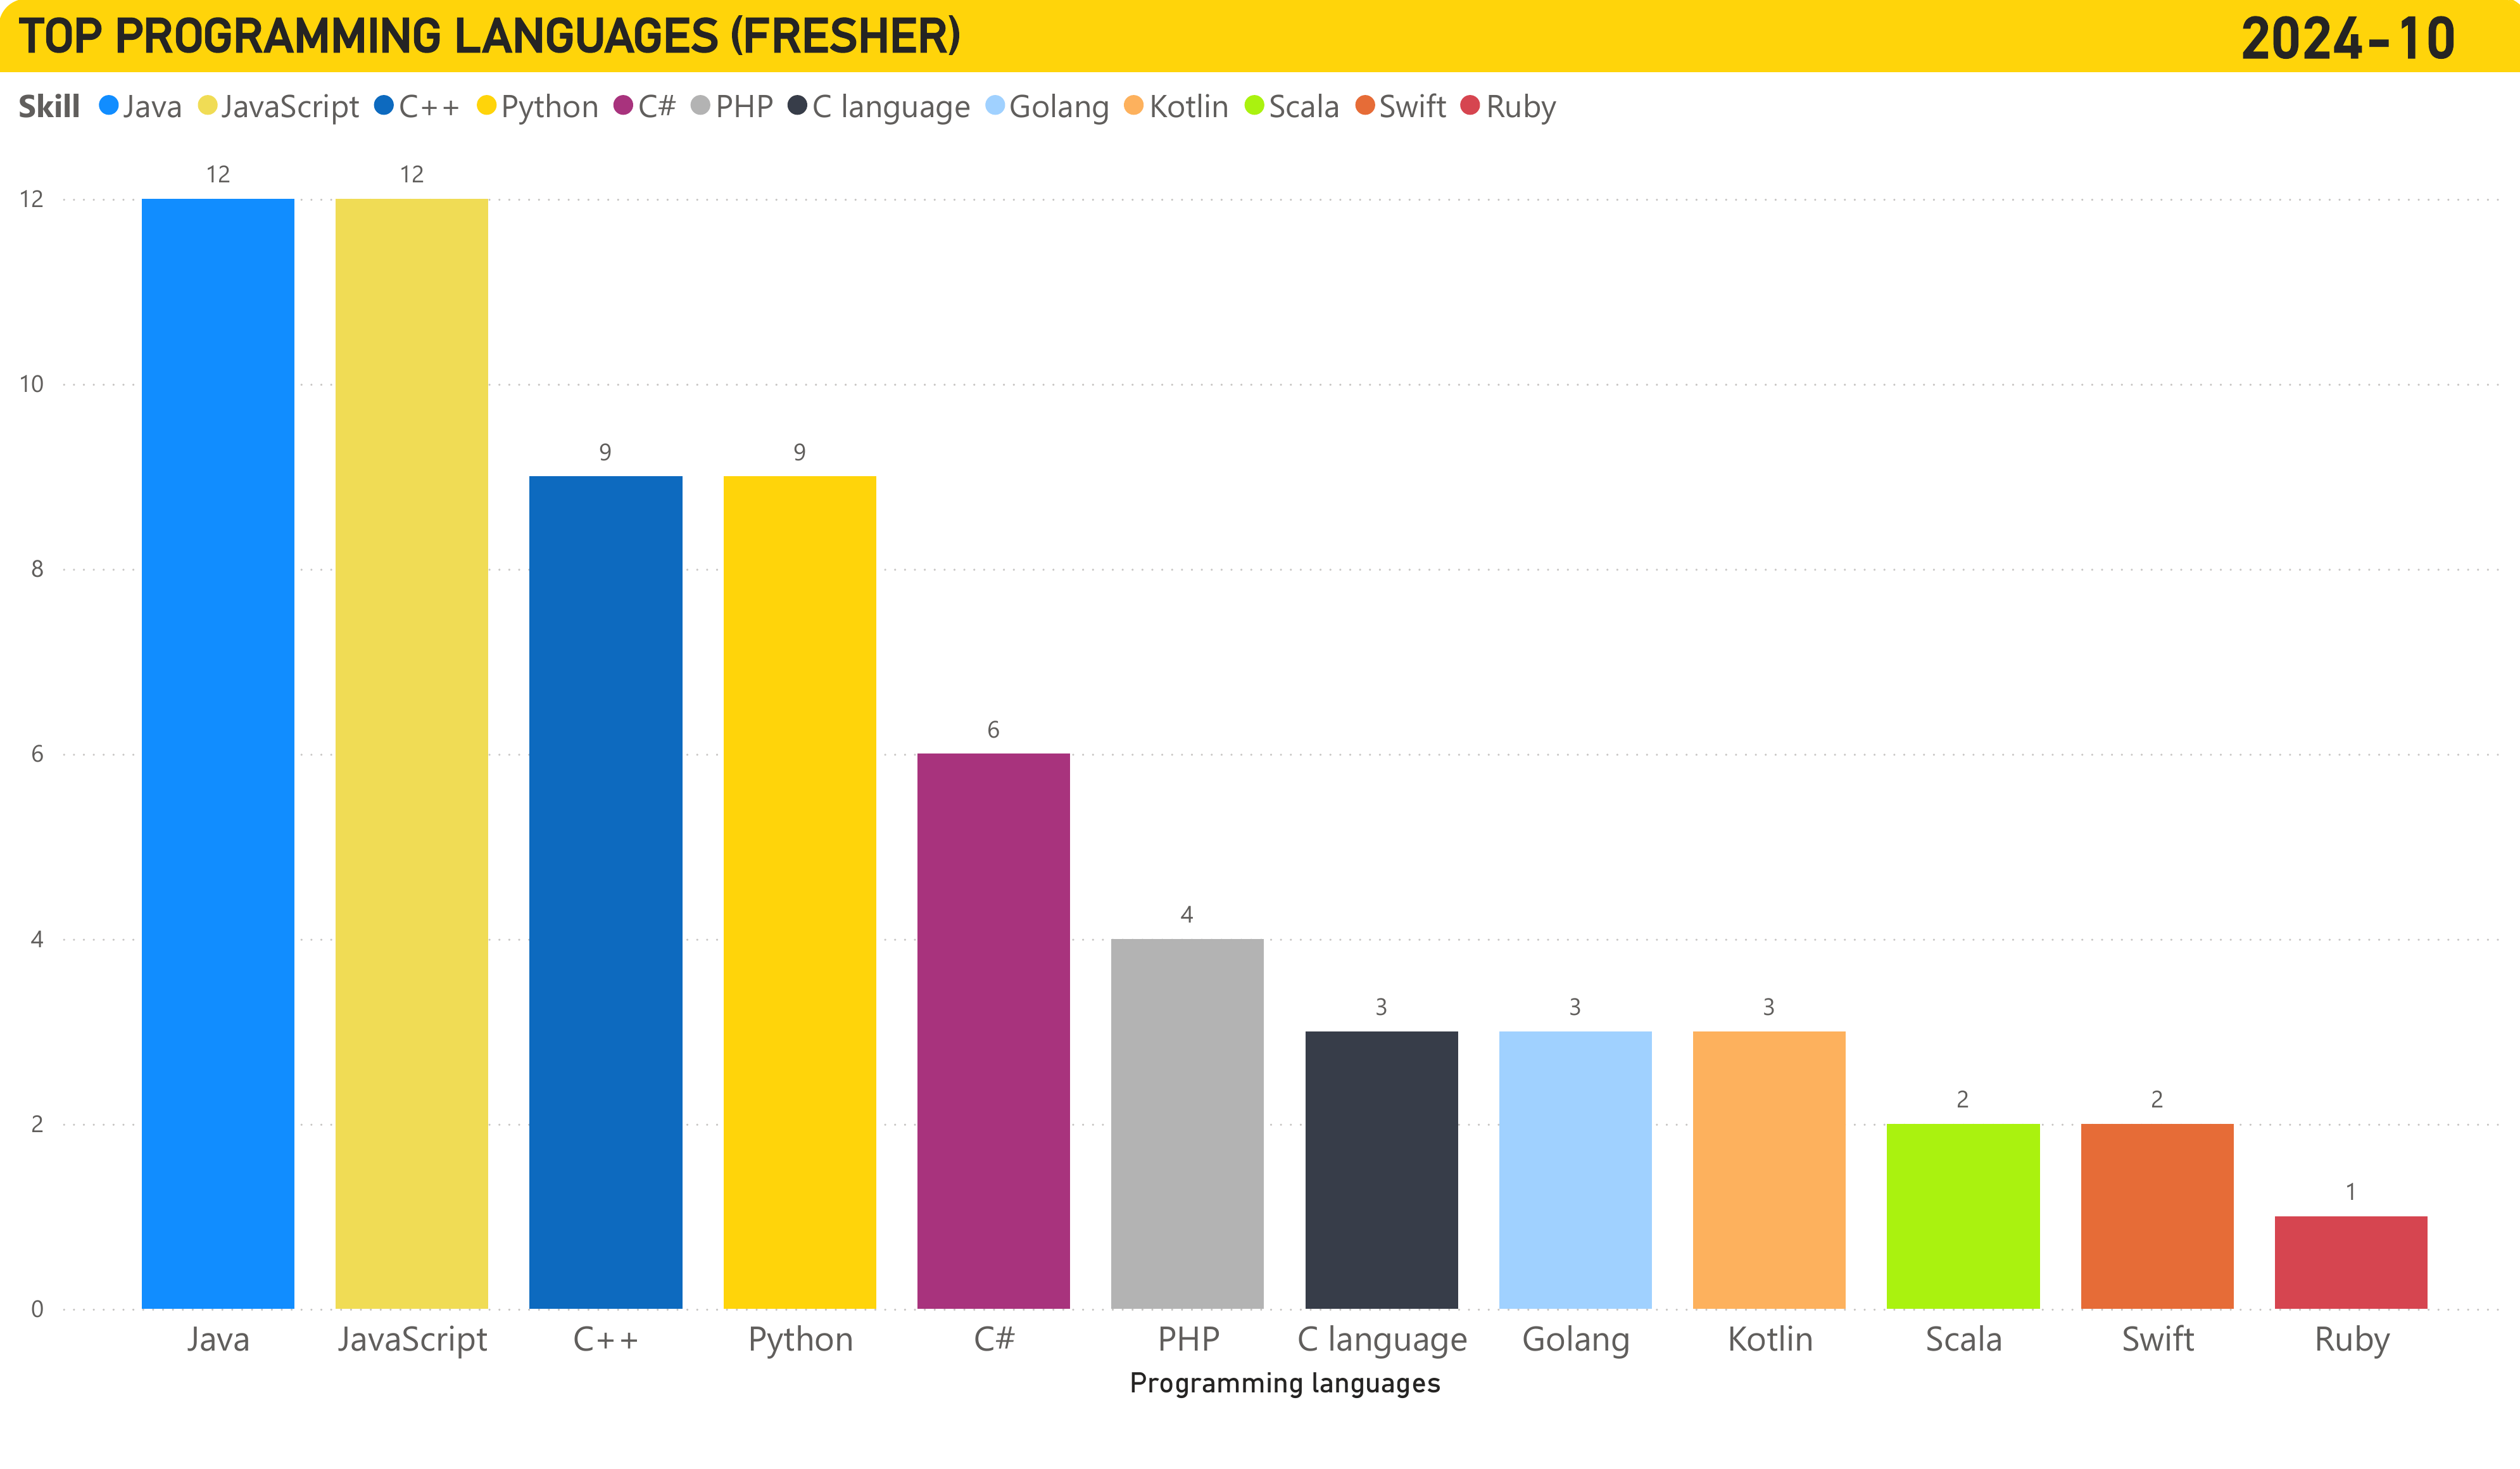 TOP PROGRAMMING LANGUAGES (FRESHER) 2024-10
Skill Java JavaScript C++ Python C# PHP C language Golang Kotlin Scala Swift Ruby
12 12
12
10
9 9
8
6
6
4
4
3 3 3
2 2
2
1
0
Java JavaScript C++ Python C# PHP C language Golang Kotlin Scala Swift Ruby
Programming languages